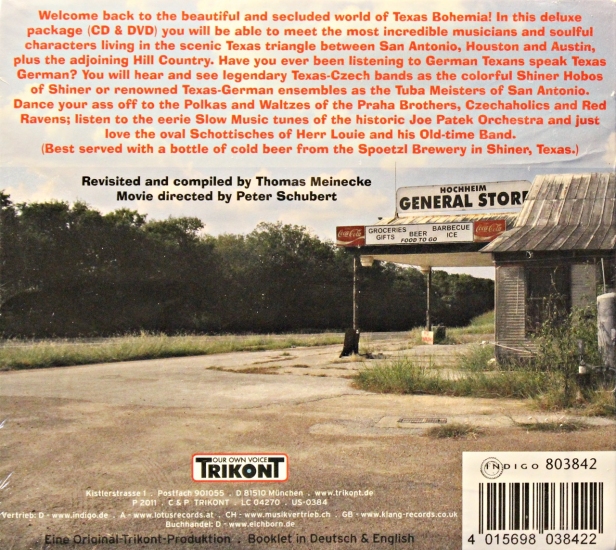 Welcome back to the beautiful and secluded world of Texas Bohemia! In this deluxe
package (CD & DVD) you will be able to meet the most incredible musicians and soulful
characters living in the scenic Texas triangle between San Antonio, Houston and Austin,
plus the adjoining Hill Country. Have you ever been listening to German Texans speak Texas
German? You will hear and see legendary Texas-Czech bands as the colorful Shiner Hobos
of Shiner or renowned Texas-German ensembles as the Tuba Meisters of San Antonio.
Dance your ass off to the Polkas and Waltzes of the Praha Brothers, Czechaholics and Red
Ravens; listen to the eerie Slow Music tunes of the historic Joe Patek Orchestra and just
love the oval Schottisches of Herr Louie and his Old-time Band.
(Best served with a bottle of cold beer from the Spoetzl Brewery in Shiner, Texas.)
Revisited and compiled by Thomas Meinecke
Movie directed by Peter Schubert
HOCHHEIM
GENERAL STORE
Coca-Cola GROCERIES BEER BARBECUE Coca-Cola
GIFTS FOOD TO GO ICE
OUR OWN VOICE
TRIKONT
Kistlerstrasse 1 . Postfach 901055 . D 81510 München . www.trikont.de
P 2011 . C & P TRIKONT . LC 04270 . US-0384
Vertrieb: D - www.indigo.de . A - www.lotusrecords.at . CH - www.musikvertrieb.ch . GB - www.klang-records.co.uk
Buchhandel: D - www.eichborn.de
Eine Original-Trikont-Produktion . Booklet in Deutsch & English
INDIGO 803842
4 015698 038422